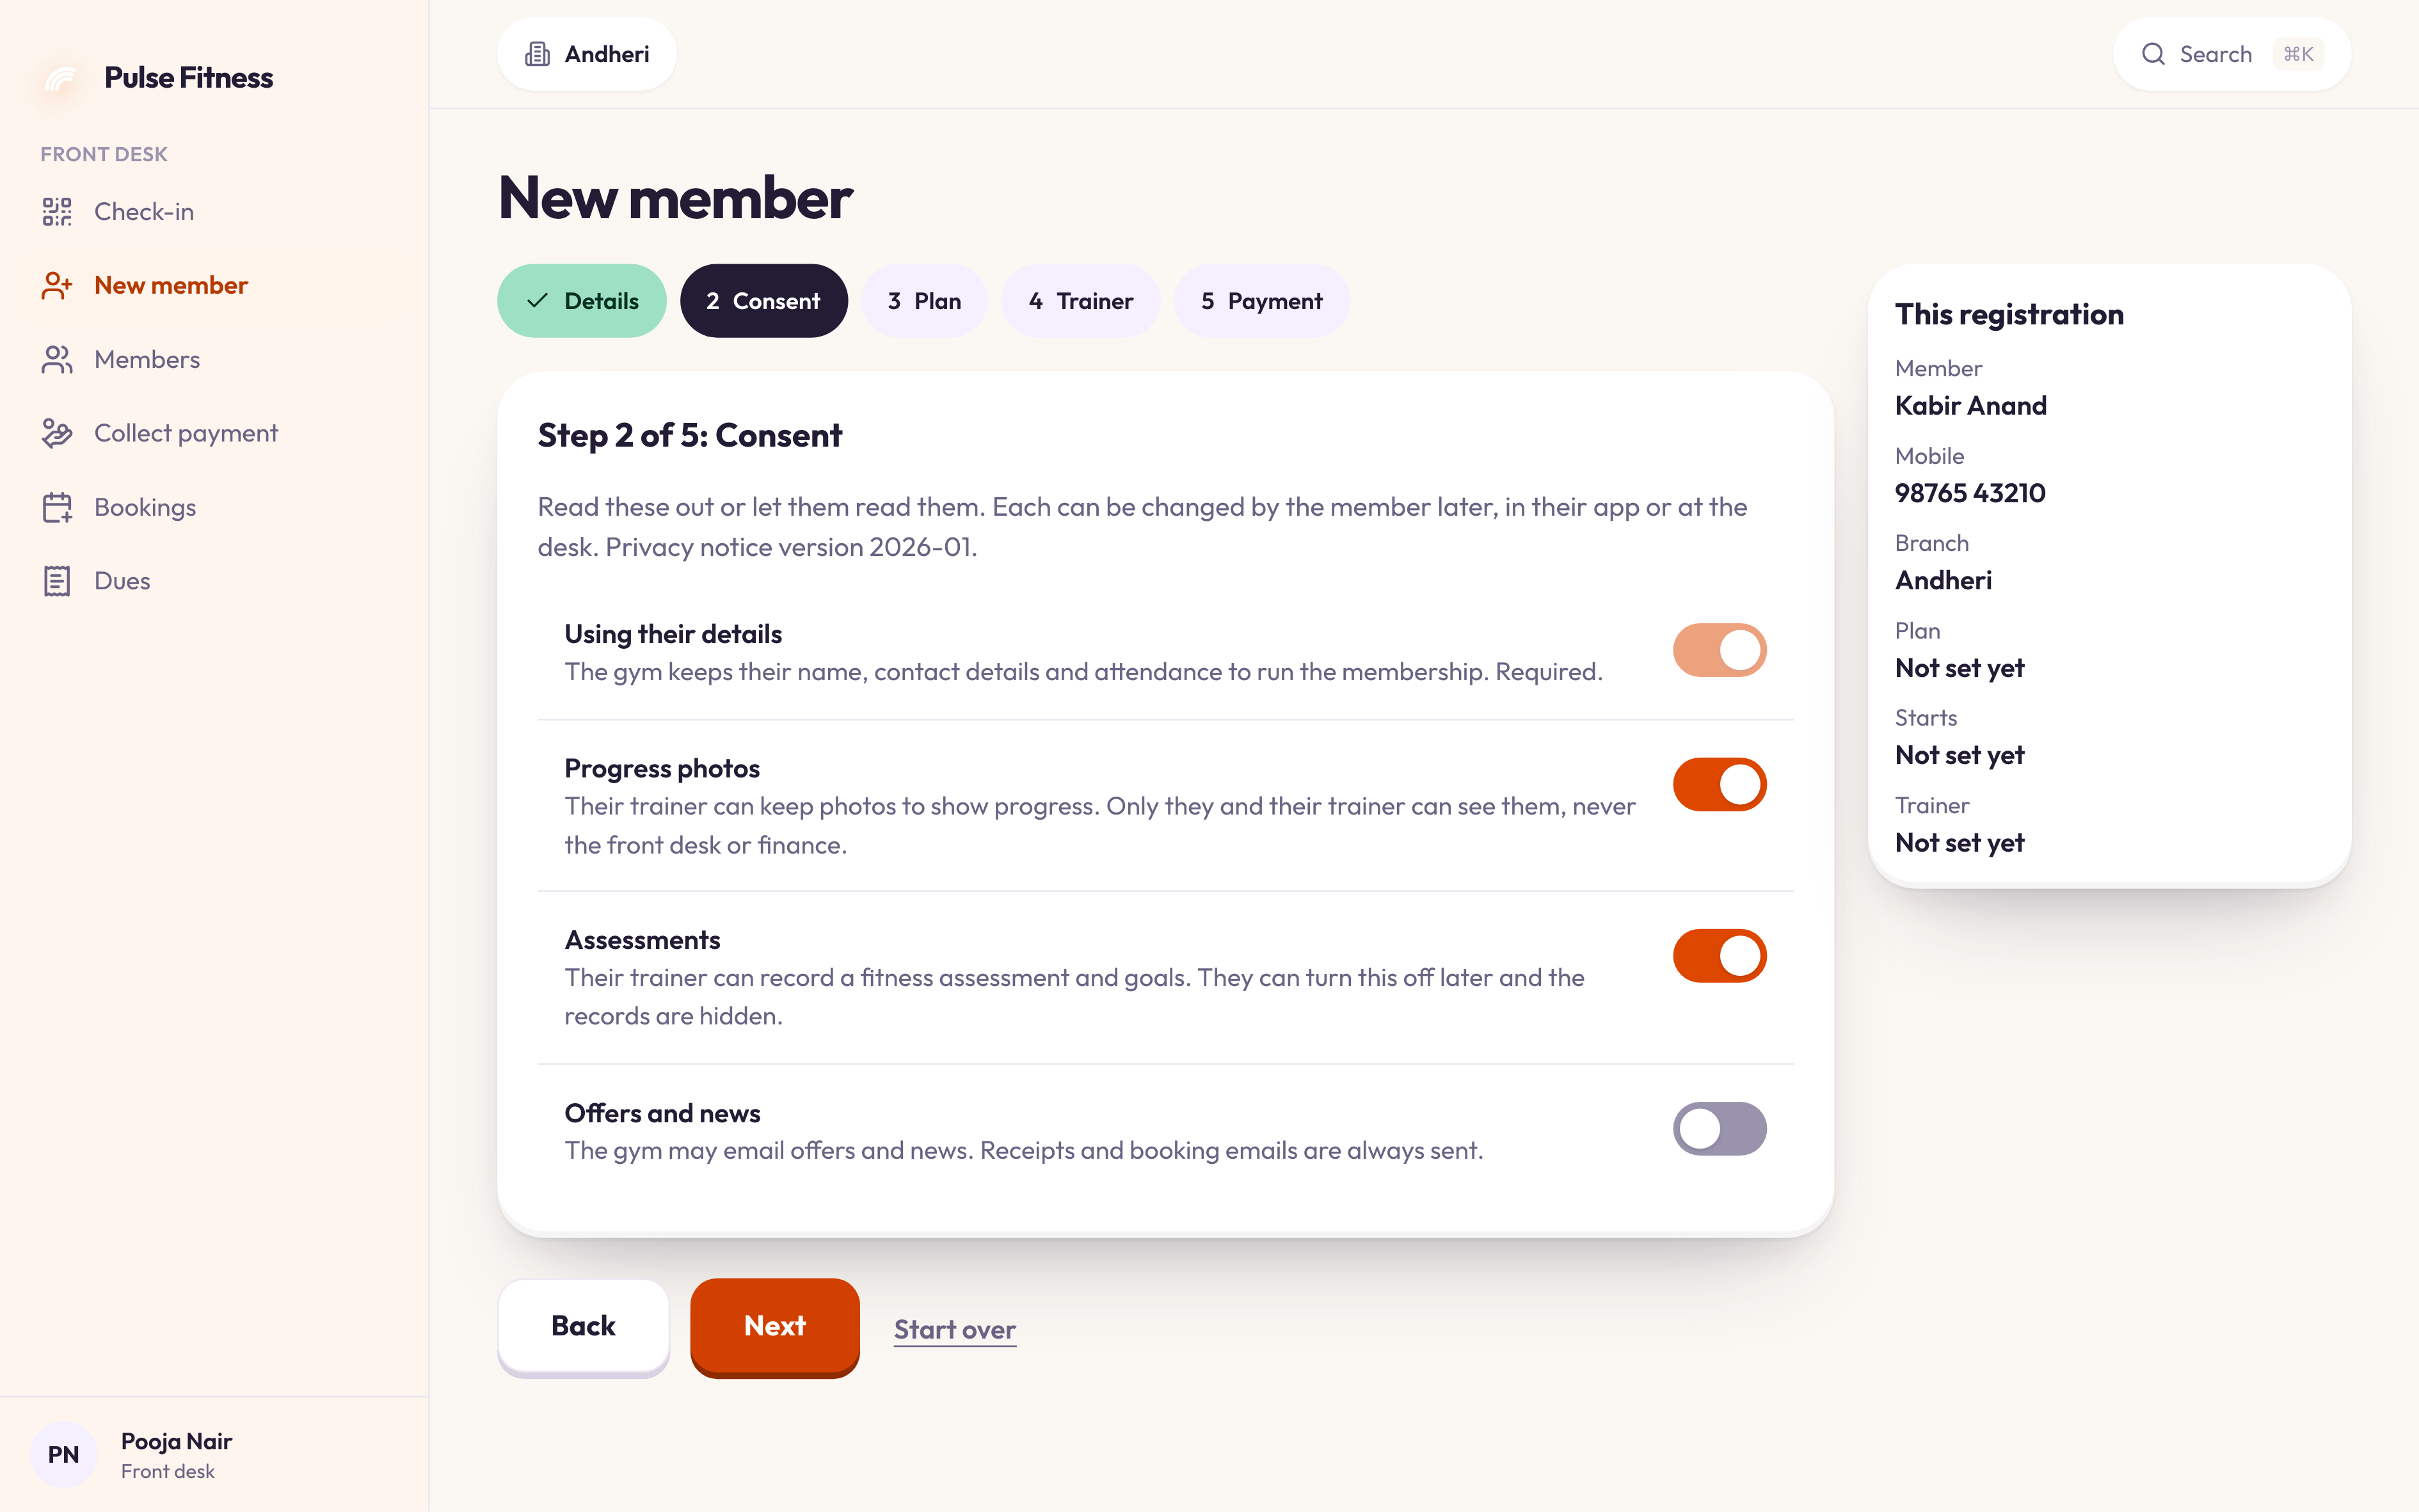 Pulse Fitness
FRONT DESK
Check-in
New member
Members
Collect payment
Bookings
Dues
PN
Pooja Nair
Front desk
Andheri
Search ⌘K
New member
Details
2 Consent
3 Plan
4 Trainer
5 Payment
Step 2 of 5: Consent
Read these out or let them read them. Each can be changed by the member later, in their app or at the
desk. Privacy notice version 2026-01.
Using their details
The gym keeps their name, contact details and attendance to run the membership. Required.
Progress photos
Their trainer can keep photos to show progress. Only they and their trainer can see them, never
the front desk or finance.
Assessments
Their trainer can record a fitness assessment and goals. They can turn this off later and the
records are hidden.
Offers and news
The gym may email offers and news. Receipts and booking emails are always sent.
Back
Next
Start over
This registration
Member
Kabir Anand
Mobile
98765 43210
Branch
Andheri
Plan
Not set yet
Starts
Not set yet
Trainer
Not set yet